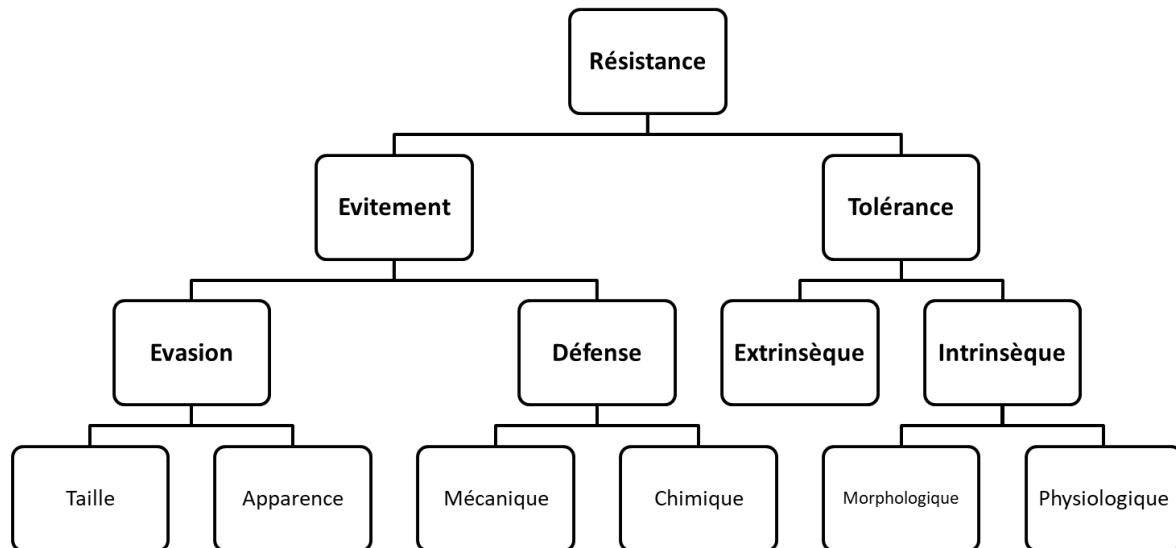 Résistance
Evitement
Tolérance
Evasion
Défense
Extrinsèque
Intrinsèque
Taille
Apparence
Mécanique
Chimique
Morphologique
Physiologique